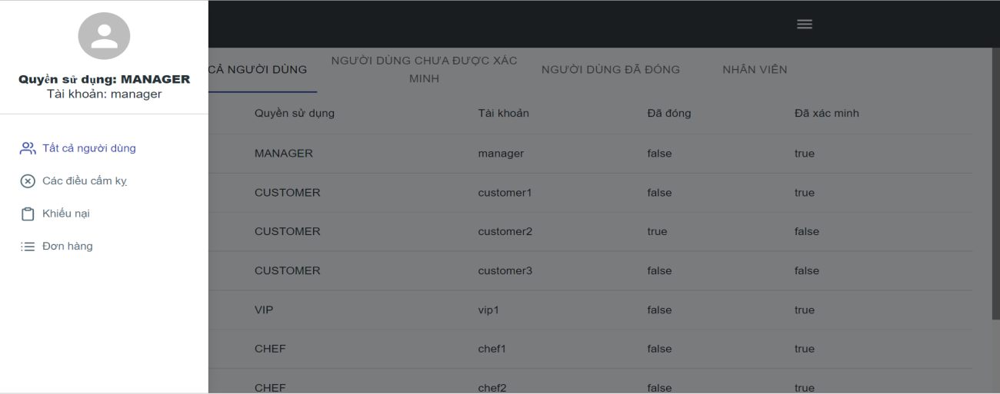 Quyền sử dụng: MANAGER
Tài khoản: manager
Tất cả người dùng
Các điều cấm kỵ
Khiếu nại
Đơn hàng
CẢ NGƯỜI DÙNG
NGƯỜI DÙNG CHƯA ĐƯỢC XÁC
MINH
NGƯỜI DÙNG ĐÃ ĐÓNG
NHÂN VIÊN
Quyền sử dụng Tài khoản Đã đóng Đã xác minh
MANAGER manager false true
CUSTOMER customer1 false true
CUSTOMER customer2 true false
CUSTOMER customer3 false false
VIP vip1 false true
CHEF chef1 false true
CHEF chef2 false true